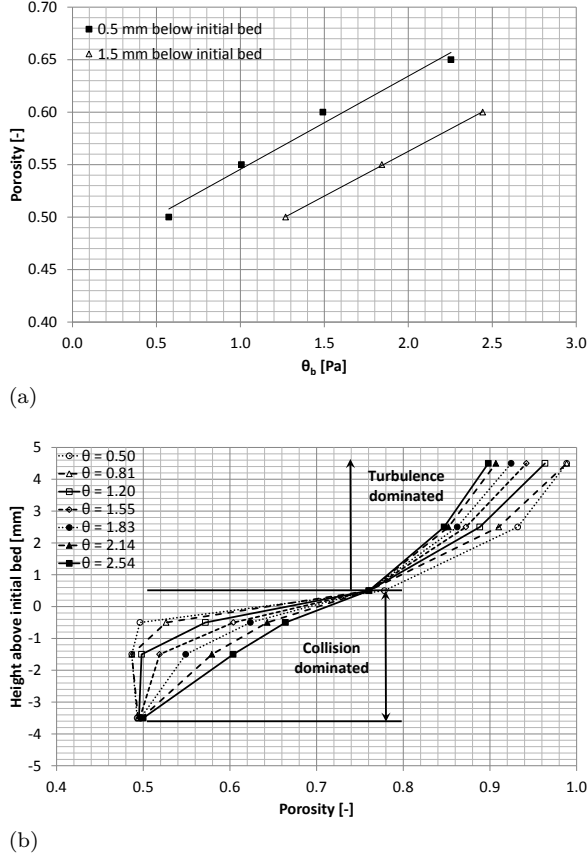 0.70
0.65
0.60
0.55
0.50
0.45
0.40
Porosity [-]
■ 0.5 mm below initial bed
△ 1.5 mm below initial bed
0.0 0.5 1.0 1.5 2.0 2.5 3.0
θb [Pa]
(a)
5
4
3
2
1
0
-1
-2
-3
-4
-5
Height above initial bed [mm]
θ = 0.50
θ = 0.81
θ = 1.20
θ = 1.55
θ = 1.83
θ = 2.14
θ = 2.54
Turbulence
dominated
Collision
dominated
0.4 0.5 0.6 0.7 0.8 0.9 1.0
Porosity [-]
(b)